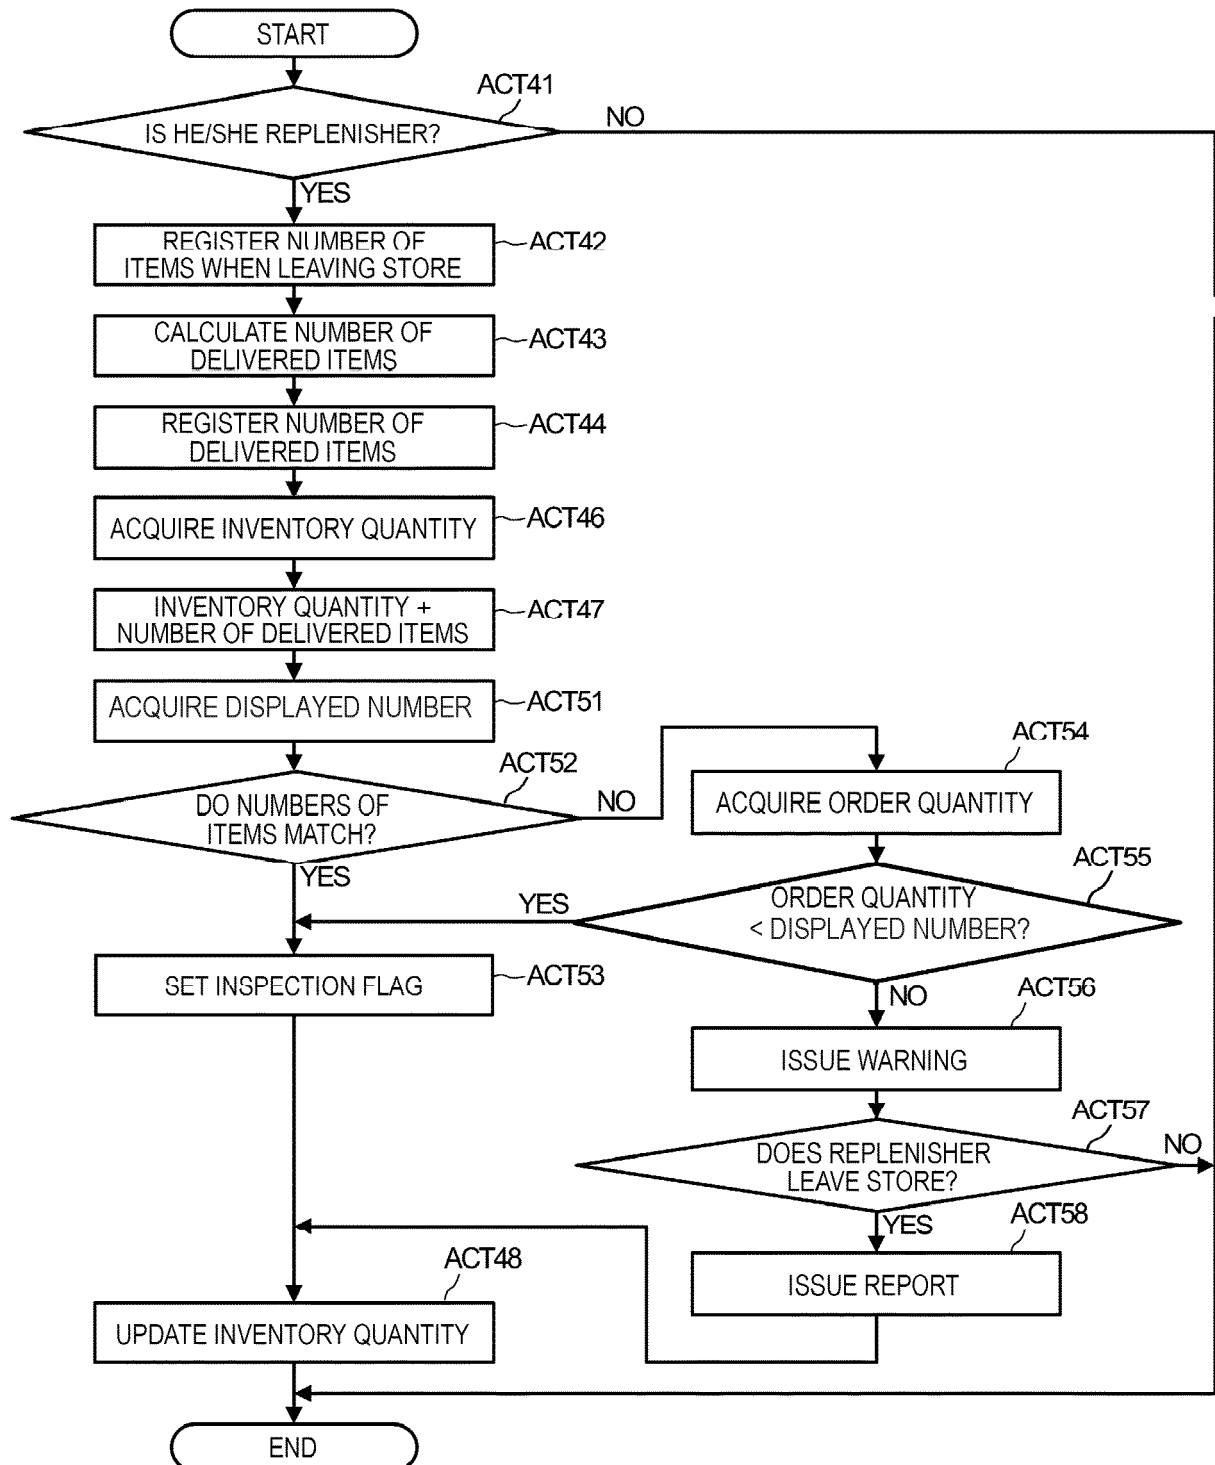 START
ACT41
IS HE/SHE REPLENISHER?
NO
YES
REGISTER NUMBER OF
ITEMS WHEN LEAVING STORE
ACT42
CALCULATE NUMBER OF
DELIVERED ITEMS
ACT43
REGISTER NUMBER OF
DELIVERED ITEMS
ACT44
ACQUIRE INVENTORY QUANTITY
ACT46
INVENTORY QUANTITY +
NUMBER OF DELIVERED ITEMS
ACT47
ACQUIRE DISPLAYED NUMBER
ACT51
ACT52
DO NUMBERS OF
ITEMS MATCH?
NO
YES
ACT54
ACQUIRE ORDER QUANTITY
ACT55
ORDER QUANTITY
< DISPLAYED NUMBER?
YES
NO
SET INSPECTION FLAG
ACT53
ACT56
ISSUE WARNING
ACT57
DOES REPLENISHER
LEAVE STORE?
NO
YES
ACT58
ISSUE REPORT
ACT48
UPDATE INVENTORY QUANTITY
END